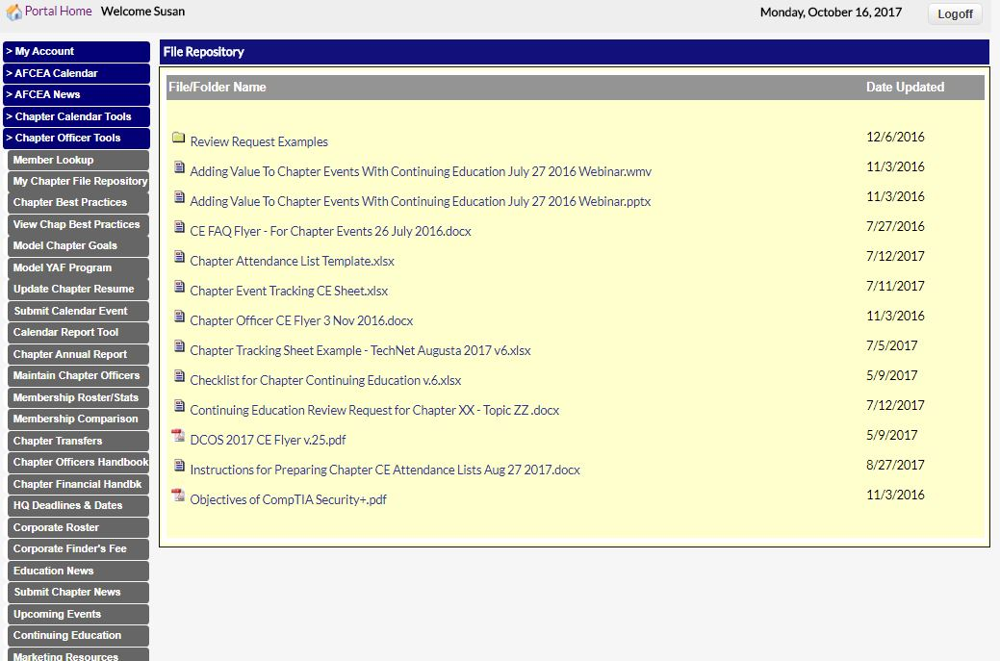 Portal Home Welcome Susan Monday, October 16, 2017 Logoff
> My Account
> AFCEA Calendar
> AFCEA News
> Chapter Calendar Tools
> Chapter Officer Tools
Member Lookup
My Chapter File Repository
Chapter Best Practices
View Chap Best Practices
Model Chapter Goals
Model YAF Program
Update Chapter Resume
Submit Calendar Event
Calendar Report Tool
Chapter Annual Report
Maintain Chapter Officers
Membership Roster/Stats
Membership Comparison
Chapter Transfers
Chapter Officers Handbook
Chapter Financial Handbk
HQ Deadlines & Dates
Corporate Roster
Corporate Finder's Fee
Education News
Submit Chapter News
Upcoming Events
Continuing Education
Marketing Resources
File Repository
File/Folder Name Date Updated
Review Request Examples 12/6/2016
Adding Value To Chapter Events With Continuing Education July 27 2016 Webinar.wmv 11/3/2016
Adding Value To Chapter Events With Continuing Education July 27 2016 Webinar.pptx 11/3/2016
CE FAQ Flyer - For Chapter Events 26 July 2016.docx 7/27/2016
Chapter Attendance List Template.xlsx 7/12/2017
Chapter Event Tracking CE Sheet.xlsx 7/11/2017
Chapter Officer CE Flyer 3 Nov 2016.docx 11/3/2016
Chapter Tracking Sheet Example - TechNet Augusta 2017 v6.xlsx 7/5/2017
Checklist for Chapter Continuing Education v.6.xlsx 5/9/2017
Continuing Education Review Request for Chapter XX - Topic ZZ .docx 7/12/2017
DCOS 2017 CE Flyer v.25.pdf 5/9/2017
Instructions for Preparing Chapter CE Attendance Lists Aug 27 2017.docx 8/27/2017
Objectives of CompTIA Security+.pdf 11/3/2016